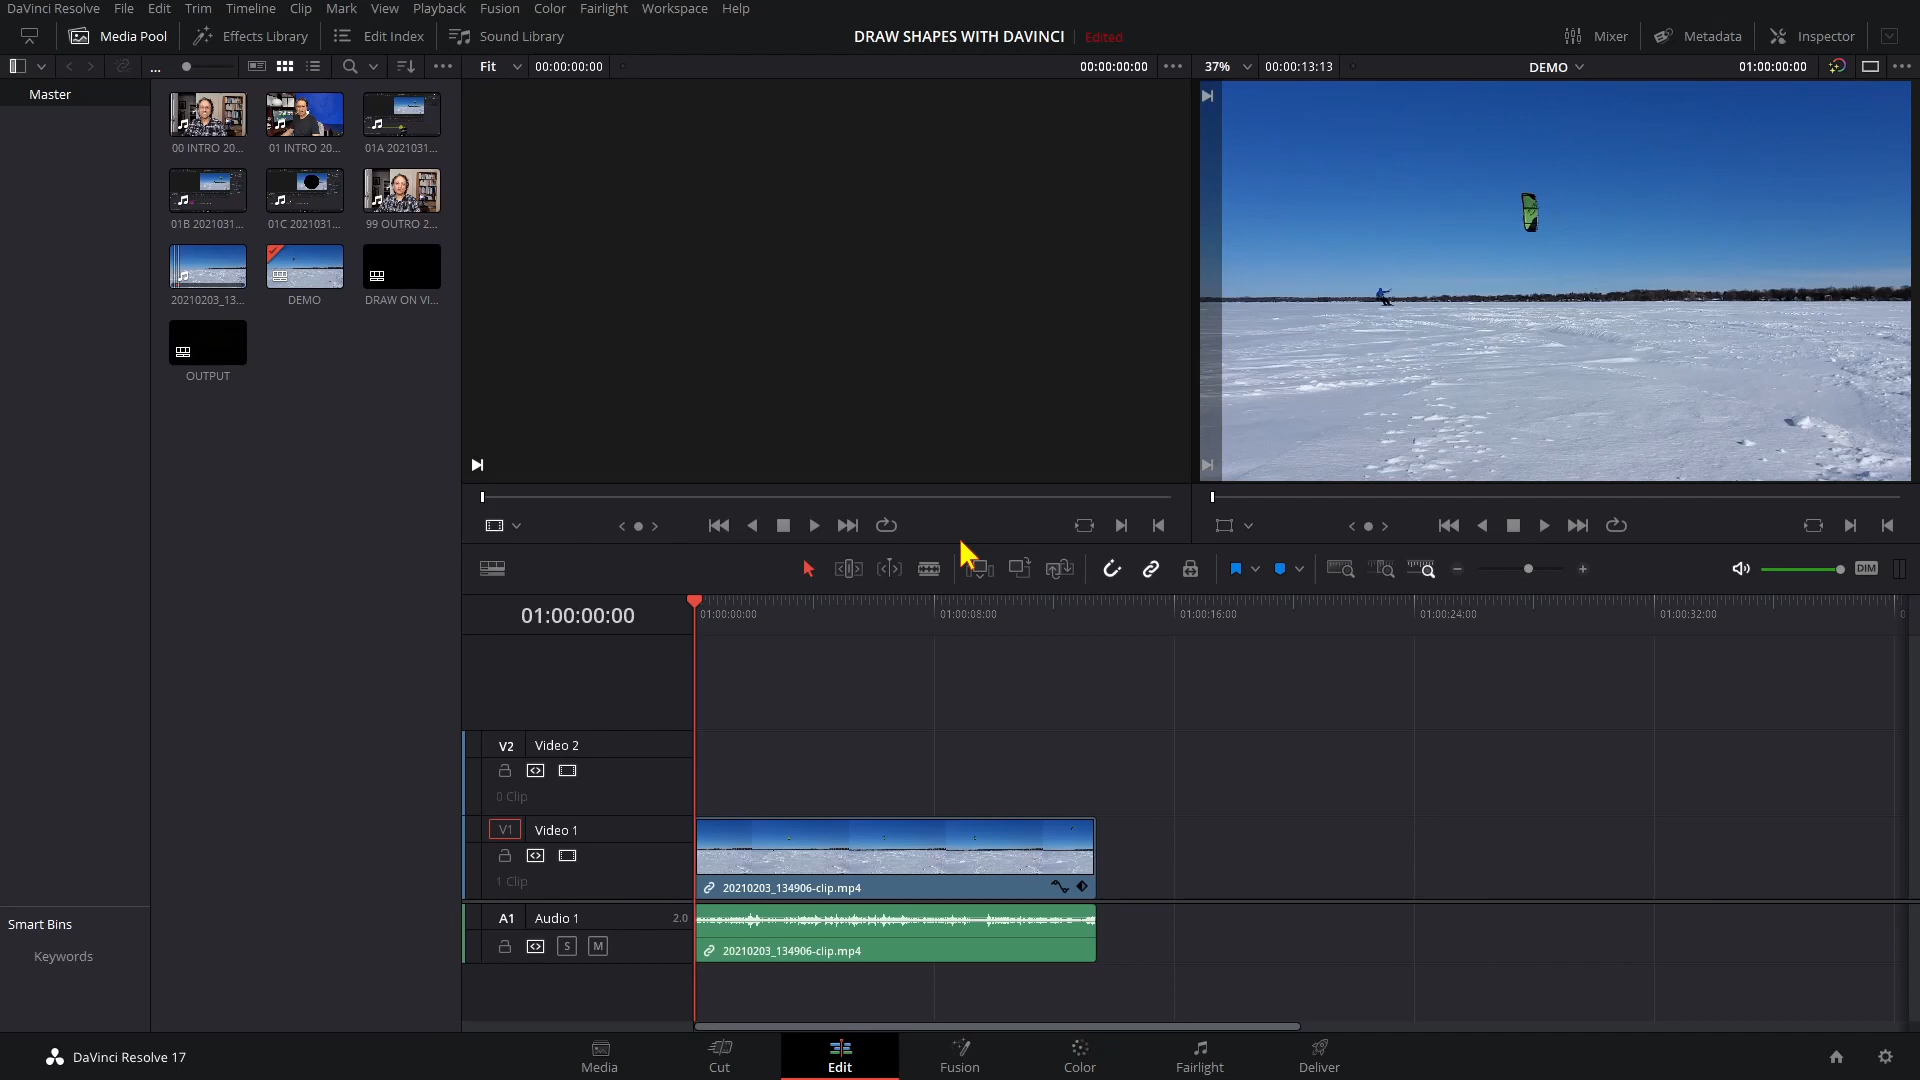 DaVinci Resolve File Edit Trim Timeline Clip Mark View Playback Fusion Color Fairlight Workspace Help
Media Pool Effects Library Edit Index Sound Library DRAW SHAPES WITH DAVINCI Edited Mixer Metadata Inspector
... Fit 00:00:00:00 00:00:00:00 ... 37% 00:00:13:13 DEMO 01:00:00:00 ...
Master
00 INTRO 20... 01 INTRO 20... 01A 2021031...
01B 2021031... 01C 2021031... 99 OUTRO 2...
20210203_13... DEMO DRAW ON VI...
OUTPUT
DIM
01:00:00:00 01:00:00:00 01:00:08:00 01:00:16:00 01:00:24:00 01:00:32:00
V2 Video 2
0 Clip
V1 Video 1
1 Clip
20210203_134906-clip.mp4
A1 Audio 1 2.0
S M
20210203_134906-clip.mp4
Smart Bins
Keywords
DaVinci Resolve 17
Media Cut Edit Fusion Color Fairlight Deliver